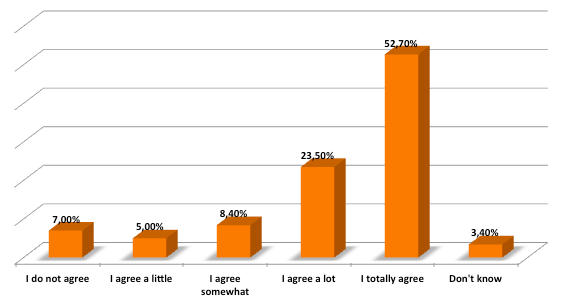 52,70%
23,50%
8,40%
7,00%
5,00%
3,40%
I do not agree
I agree a little
I agree
somewhat
I agree a lot
I totally agree
Don't know